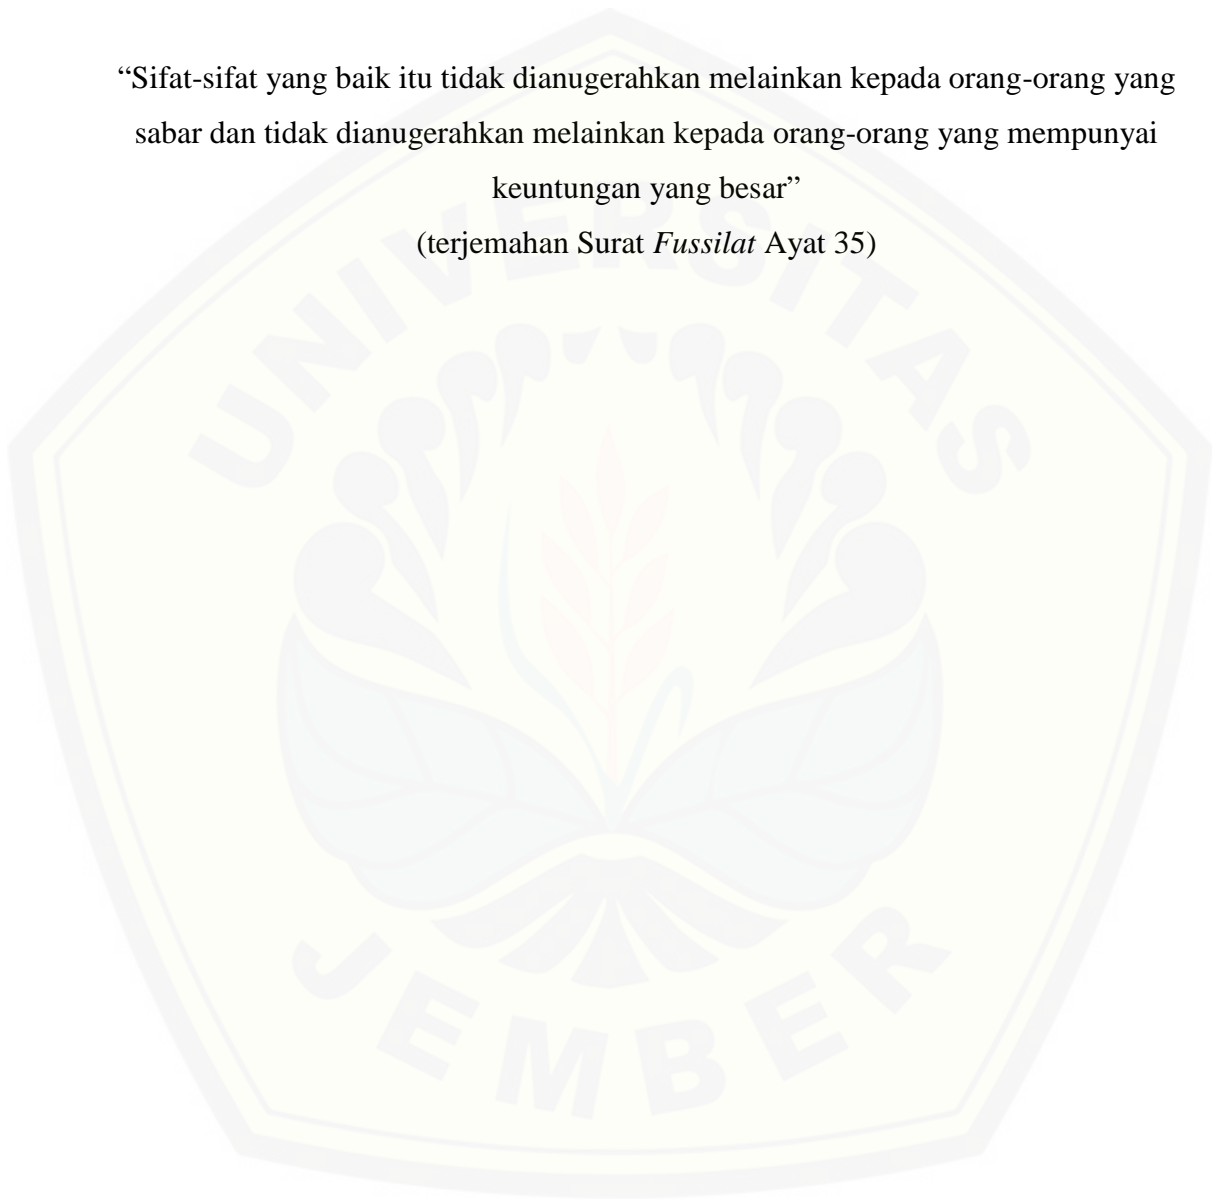 “Sifat-sifat yang baik itu tidak dianugerahkan melainkan kepada orang-orang yang
sabar dan tidak dianugerahkan melainkan kepada orang-orang yang mempunyai
keuntungan yang besar”
(terjemahan Surat Fussilat Ayat 35)
UNIVERSITAS
JEMBER